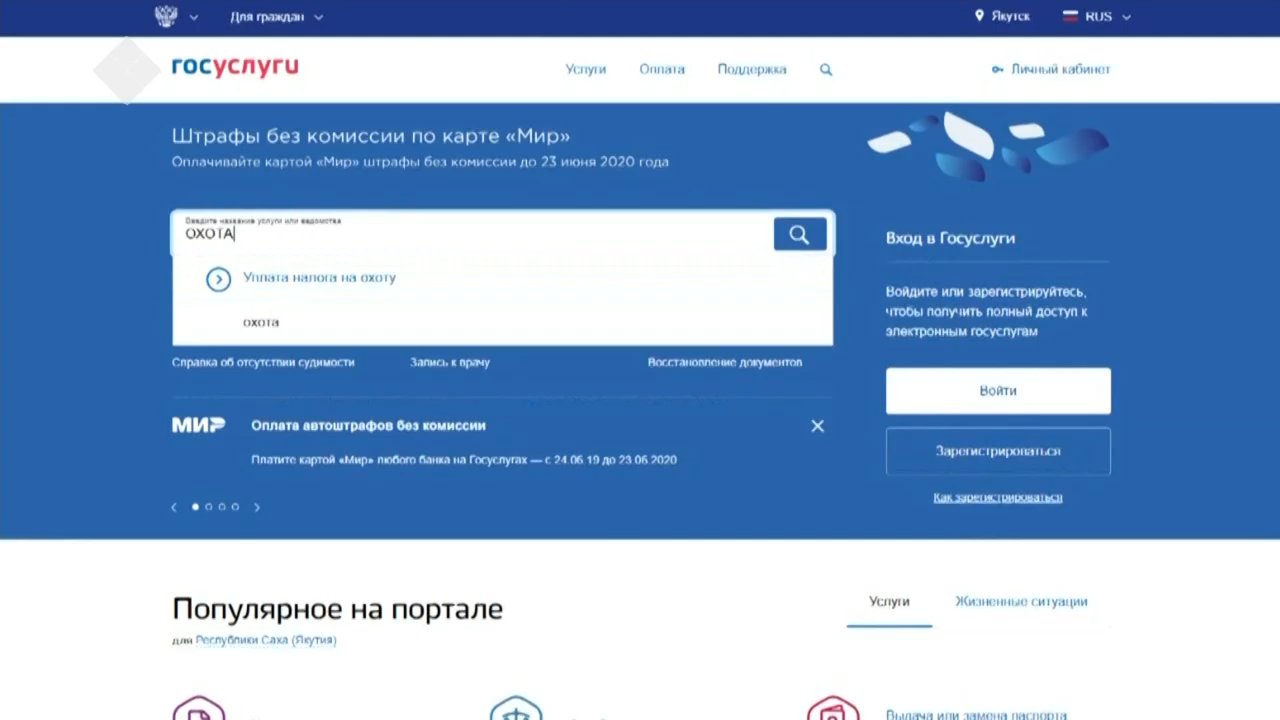 Для граждан
Якутск
RUS
госуслуги
Услуги
Оплата
Поддержка
Личный кабинет
Штрафы без комиссии по карте «Мир»
Оплачивайте картой «Мир» штрафы без комиссии до 23 июня 2020 года
Введите название услуги или ведомства
ОХОТА
Уплата налога на охоту
охота
Справка об отсутствии судимости
Запись к врачу
Восстановление документов
МИР
Оплата автоштрафов без комиссии
Платите картой «Мир» любого банка на Госуслугах — с 24.06.19 до 23.06.2020
Вход в Госуслуги
Войдите или зарегистрируйтесь,
чтобы получить полный доступ к
электронным госуслугам
Войти
Зарегистрироваться
Как зарегистрироваться
Популярное на портале
для Республики Саха (Якутия)
Услуги
Жизненные ситуации
Выдача или замена паспорта